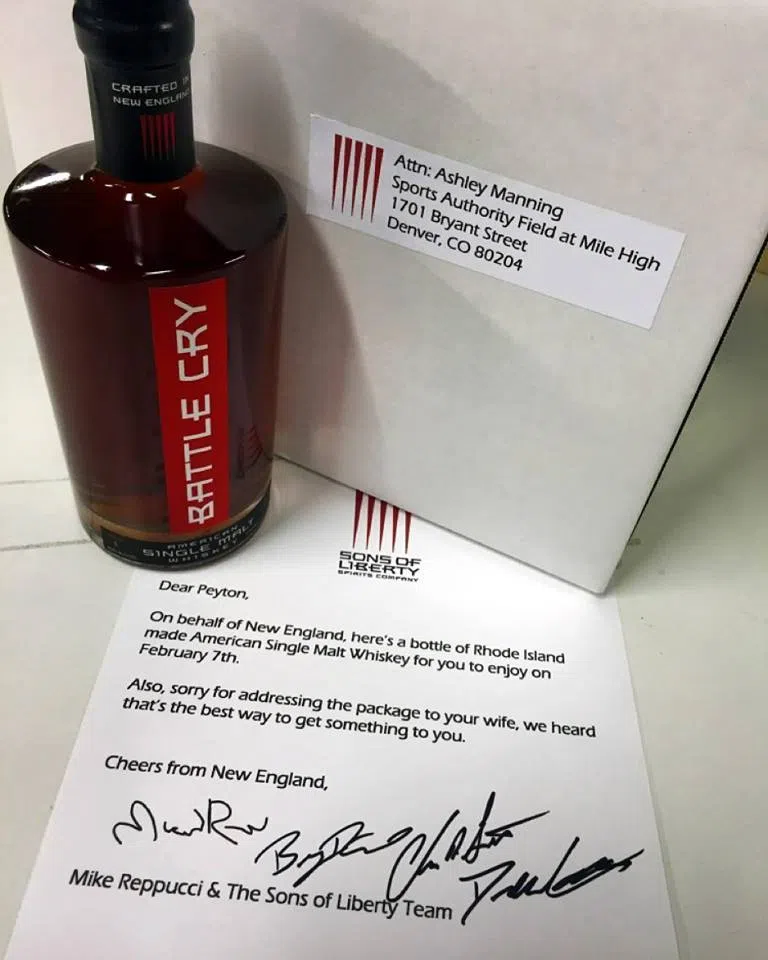 CRAFTED IN
NEW ENGLAND
BATTLE CRY
AMERICAN
SINGLE MALT
WHISKEY
Attn: Ashley Manning
Sports Authority Field at Mile High
1701 Bryant Street
Denver, CO 80204
SONS OF
LIBERTY
SPIRITS COMPANY
Dear Peyton,
On behalf of New England, here's a bottle of Rhode Island
made American Single Malt Whiskey for you to enjoy on
February 7th.
Also, sorry for addressing the package to your wife, we heard
that's the best way to get something to you.
Cheers from New England,
Mike Reppucci & The Sons of Liberty Team